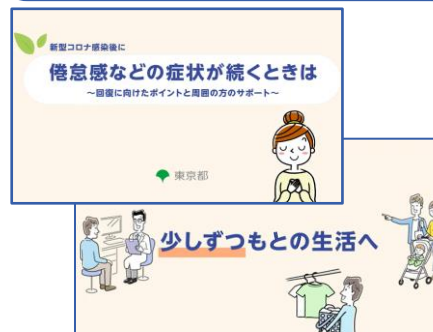 新型コロナ感染後に
倦怠感などの症状が続くときは
~回復に向けたポイントと周囲の方のサポート~
東京都
少しずつもとの生活へ